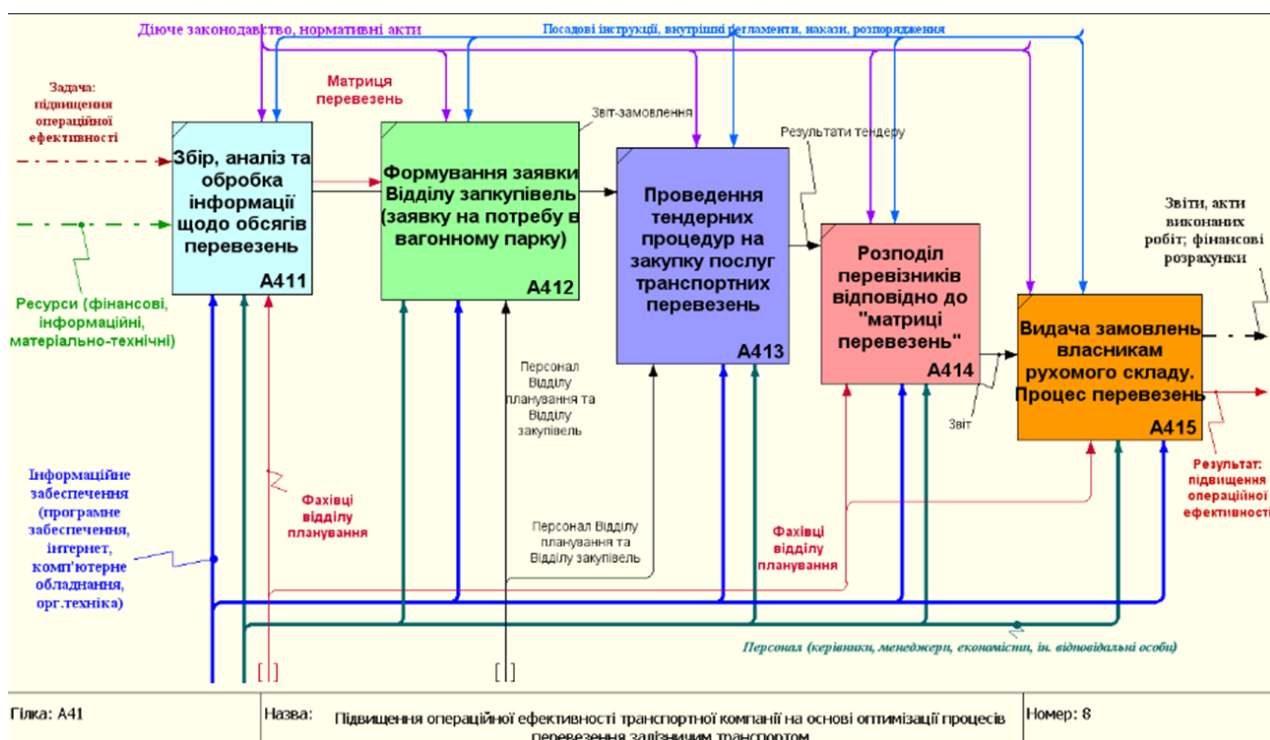 Діюче законодавство, нормативні акти
Посадові інструкції, внутрішні регламенти, накази, розпорядження
Задача:
підвищення
операційної
ефективності
Матриця
перевезень
Звіт-замовлення
Результати тендеру
Збір, аналіз та
обробка
інформації
щодо обсягів
перевезень
A411
Формування заявки
Відділу запкупівель
(заявку на потребу в
вагонному парку)
A412
Проведення
тендерних
процедур на
закупку послуг
транспортних
перевезень
A413
Розподіл
перевізників
відповідно до
"матриці
перевезень"
A414
Видача замовлень
власникам
рухомого складу.
Процес перевезень
A415
Звіти, акти
виконаних
робіт; фінансові
розрахунки
Ресурси (фінансові,
інформаційні,
матеріально-технічні)
Персонал
Відділу
планування та
Відділу
закупівель
Звіт
Результат:
підвищення
операційної
ефективності
Інформаційне
забеспечення
(програмне
забезпечення,
інтернет,
комп'ютерне
обладнання,
орг.техніка)
Фахівці
відділу
планування
Персонал Відділу
планування та
Відділу закупівель
Фахівці
відділу
планування
Персонал (керівники, менеджери, економісти, ін. відповідальні особи)
Гілка: A41
Назва:
Підвищення операційної ефективності транспортної компанії на основі оптимізації процесів
перевезення залізничим транспортом
Номер: 8